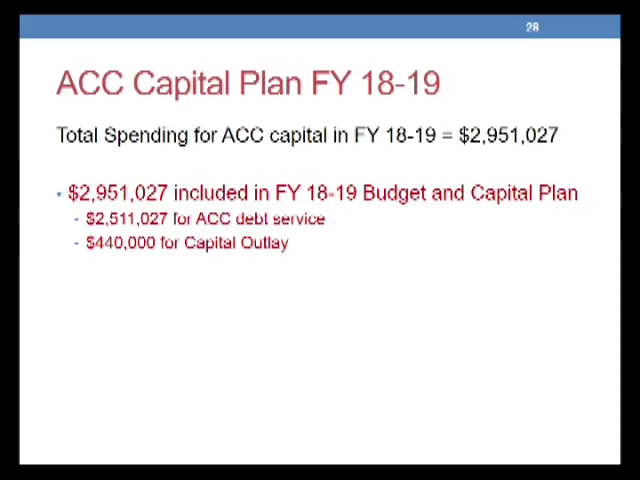 28
ACC Capital Plan FY 18-19
Total Spending for ACC capital in FY 18-19 = $2,951,027
• $2,951,027 included in FY 18-19 Budget and Capital Plan
- $2,511,027 for ACC debt service
- $440,000 for Capital Outlay